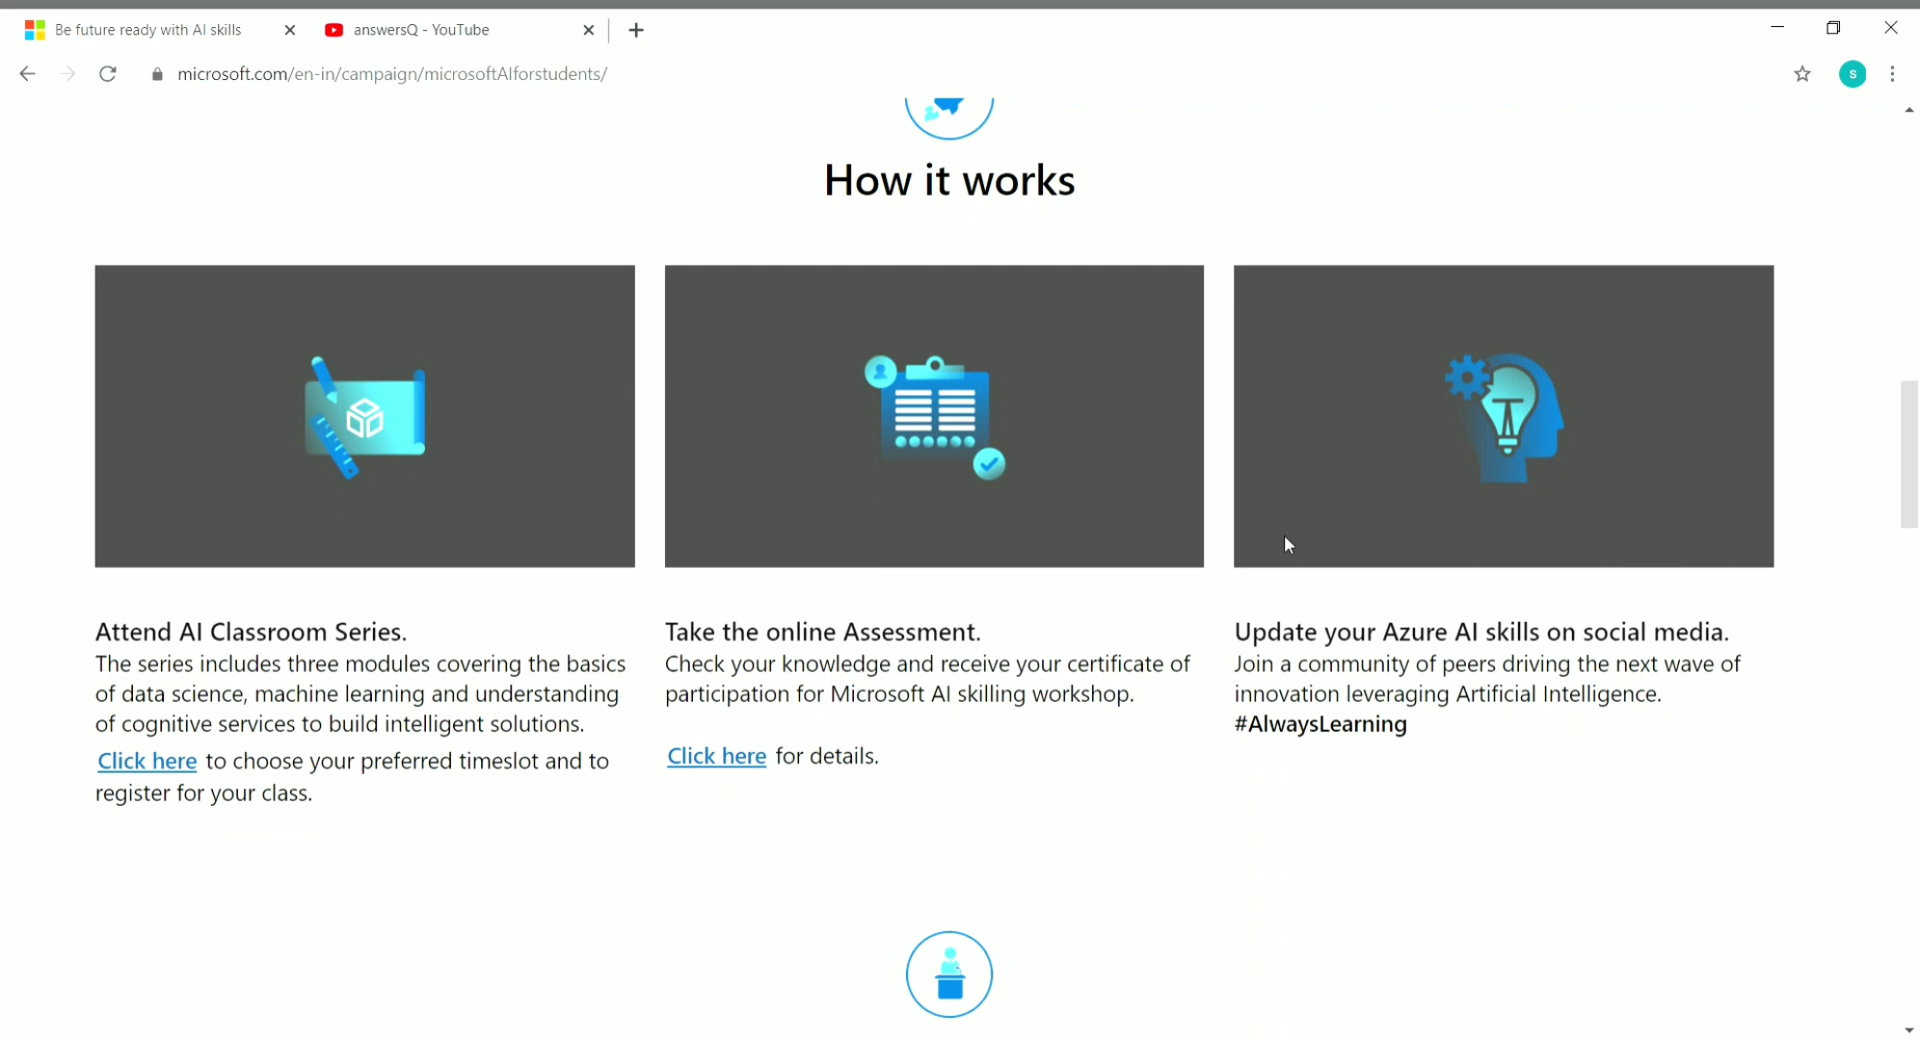 Be future ready with AI skills
answersQ - YouTube
microsoft.com/en-in/campaign/microsoftAIforstudents/
s
How it works
Attend AI Classroom Series.
The series includes three modules covering the basics
of data science, machine learning and understanding
of cognitive services to build intelligent solutions.
Click here to choose your preferred timeslot and to
register for your class.
Take the online Assessment.
Check your knowledge and receive your certificate of
participation for Microsoft AI skilling workshop.
Click here for details.
Update your Azure AI skills on social media.
Join a community of peers driving the next wave of
innovation leveraging Artificial Intelligence.
#AlwaysLearning